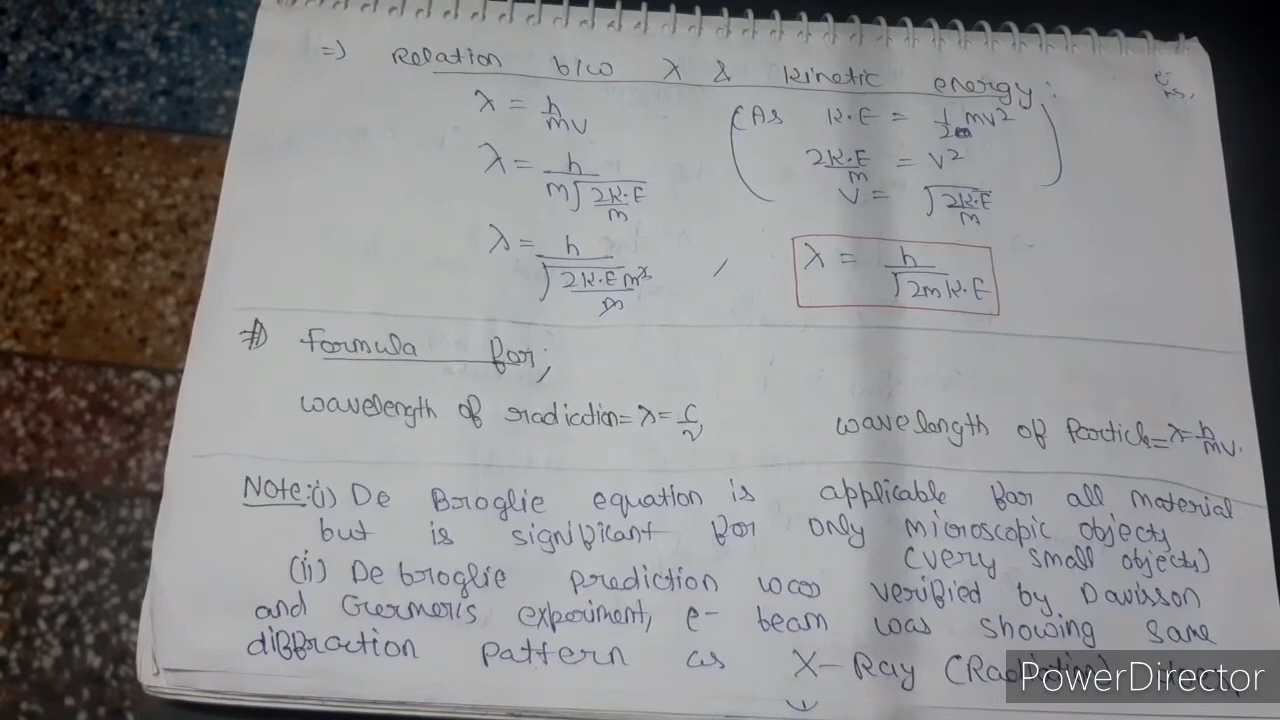 =) Relation b/w λ & Kinetic energy:
λ = h/mv
(As K.E = 1/2 mv²
2K.E/m = v²
v = √(2K.E/m))
λ = h/m√(2K.E/m)
λ = h/√(2K.E m²/m) , λ = h/√2mK.E
#) Formula for,
wavelength of radiation = λ = c/ν
wavelength of Particle = λ = h/mv.
Note: (i) De Broglie equation is applicable for all material
but is significant for only microscopic objects
(very small objects)
(ii) De broglie prediction was verified by Davisson
and Germer's experiment, e- beam was showing same
diffraction pattern as X-Ray (Radiation)
PowerDirector